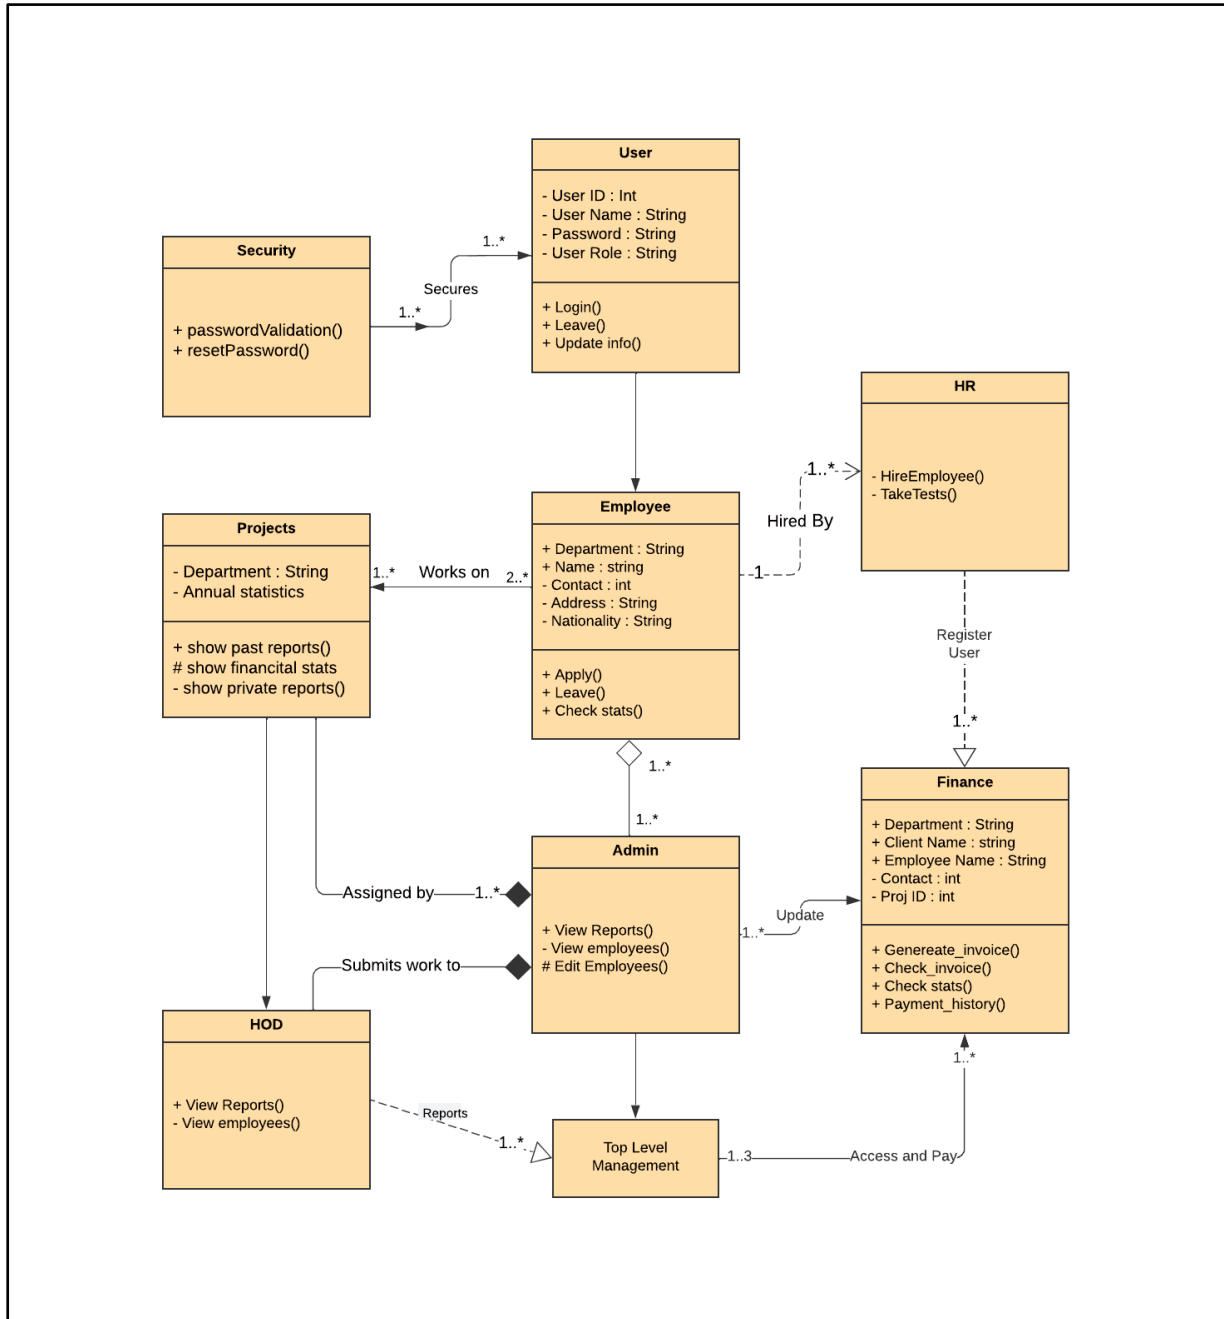 User
- User ID : Int
- User Name : String
- Password : String
- User Role : String
+ Login()
+ Leave()
+ Update info()
Security
+ passwordValidation()
+ resetPassword()
1..*
Secures
1..*
HR
- HireEmployee()
- TakeTests()
Employee
+ Department : String
+ Name : string
- Contact : int
- Address : String
- Nationality : String
+ Apply()
+ Leave()
+ Check stats()
1..*
Hired By
1
Projects
- Department : String
- Annual statistics
+ show past reports()
# show financital stats
- show private reports()
1..*
Works on
2..*
Register
User
1..*
1..*
1..*
Finance
+ Department : String
+ Client Name : string
+ Employee Name : String
- Contact : int
- Proj ID : int
+ Genereate_invoice()
+ Check_invoice()
+ Check stats()
+ Payment_history()
Admin
+ View Reports()
- View employees()
# Edit Employees()
Assigned by
1..*
Submits work to
1..*
Update
HOD
+ View Reports()
- View employees()
Reports
1..*
Top Level
Management
1..3
Access and Pay
1..*